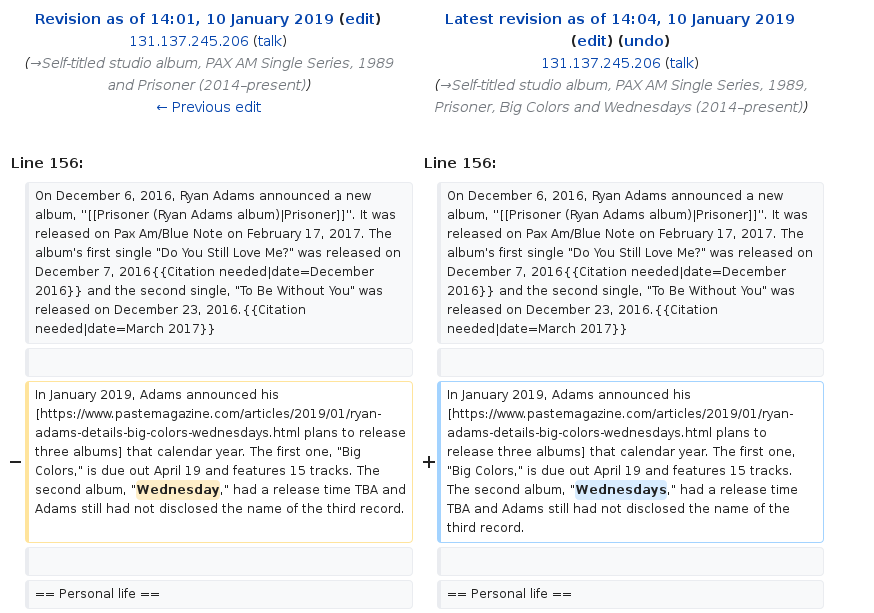 Revision as of 14:01, 10 January 2019 (edit)
131.137.245.206 (talk)
(→Self-titled studio album, PAX AM Single Series, 1989
and Prisoner (2014–present))
← Previous edit
Latest revision as of 14:04, 10 January 2019
(edit) (undo)
131.137.245.206 (talk)
(→Self-titled studio album, PAX AM Single Series, 1989,
Prisoner, Big Colors and Wednesdays (2014–present))
Line 156:
Line 156:
On December 6, 2016, Ryan Adams announced a new
album, ''[[Prisoner (Ryan Adams album)|Prisoner]]''. It was
released on Pax Am/Blue Note on February 17, 2017. The
album's first single "Do You Still Love Me?" was released on
December 7, 2016{{Citation needed|date=December
2016}} and the second single, "To Be Without You" was
released on December 23, 2016.{{Citation
needed|date=March 2017}}
On December 6, 2016, Ryan Adams announced a new
album, ''[[Prisoner (Ryan Adams album)|Prisoner]]''. It was
released on Pax Am/Blue Note on February 17, 2017. The
album's first single "Do You Still Love Me?" was released on
December 7, 2016{{Citation needed|date=December
2016}} and the second single, "To Be Without You" was
released on December 23, 2016.{{Citation
needed|date=March 2017}}
−
In January 2019, Adams announced his
[https://www.pastemagazine.com/articles/2019/01/ryan-
adams-details-big-colors-wednesdays.html plans to release
three albums] that calendar year. The first one, "Big
Colors," is due out April 19 and features 15 tracks. The
second album, "Wednesday," had a release time TBA and
Adams still had not disclosed the name of the third record.
+
In January 2019, Adams announced his
[https://www.pastemagazine.com/articles/2019/01/ryan-
adams-details-big-colors-wednesdays.html plans to
release three albums] that calendar year. The first one,
"Big Colors," is due out April 19 and features 15 tracks.
The second album, "Wednesdays," had a release time
TBA and Adams still had not disclosed the name of the
third record.
== Personal life ==
== Personal life ==